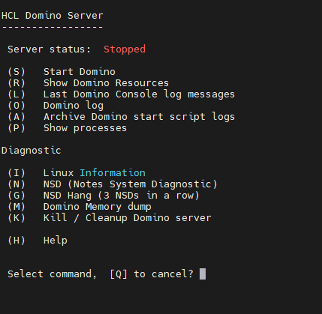 HCL Domino Server
-----------------
Server status:  Stopped
(S)   Start Domino
(R)   Show Domino Resources
(L)   Last Domino Console log messages
(O)   Domino log
(A)   Archive Domino start script logs
(P)   Show processes
Diagnostic
(I)   Linux Information
(N)   NSD (Notes System Diagnostic)
(G)   NSD Hang (3 NSDs in a row)
(M)   Domino Memory dump
(K)   Kill / Cleanup Domino server
(H)   Help
Select command,  [Q] to cancel?